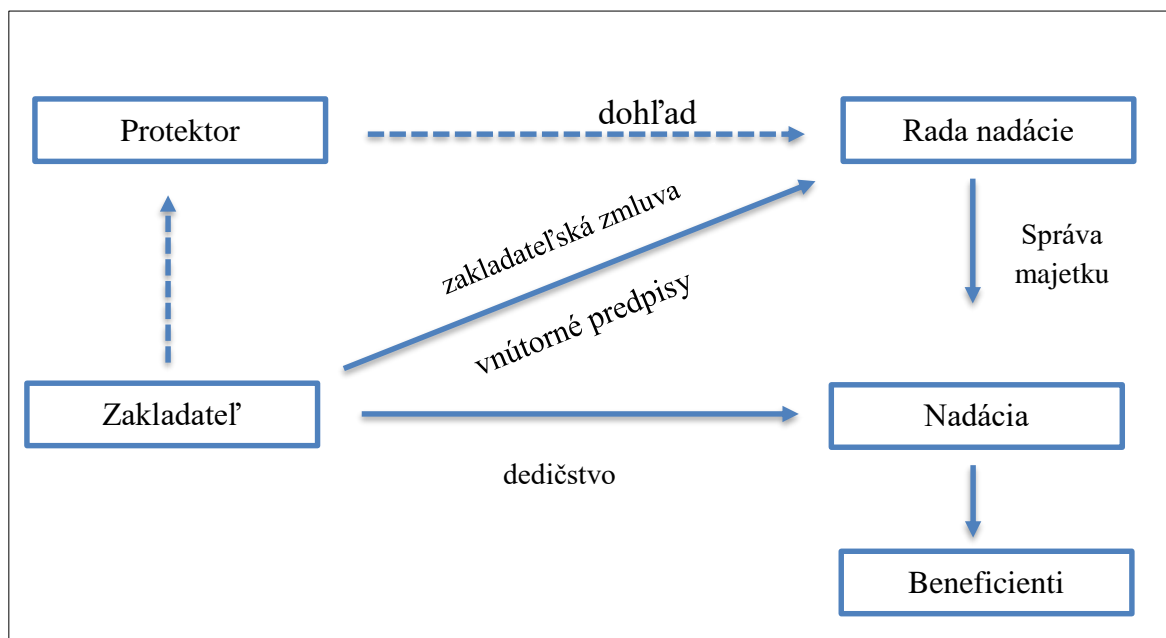 Protektor
dohľad
Rada nadácie
zakladateľská zmluva
vnútorné predpisy
Správa
majetku
Zakladateľ
dedičstvo
Nadácia
Beneficienti